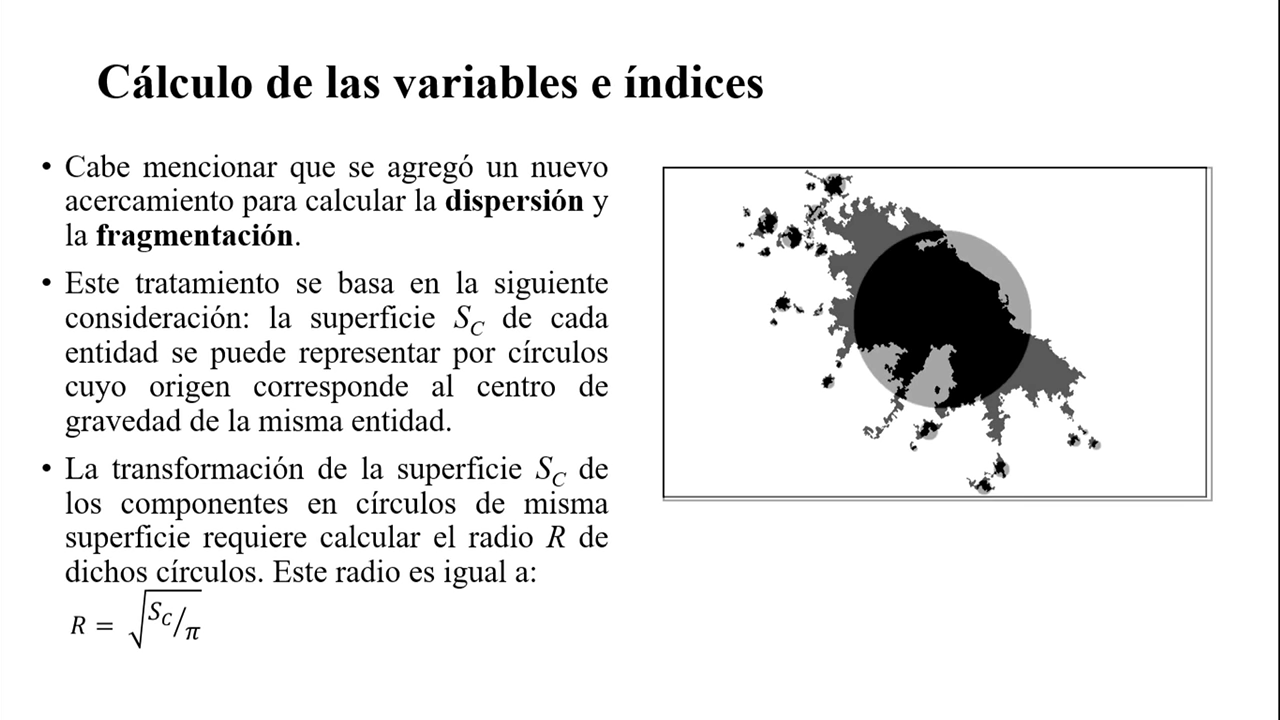 Cálculo de las variables e índices
• Cabe mencionar que se agregó un nuevo
acercamiento para calcular la dispersión y
la fragmentación.
• Este tratamiento se basa en la siguiente
consideración: la superficie S_C de cada
entidad se puede representar por círculos
cuyo origen corresponde al centro de
gravedad de la misma entidad.
• La transformación de la superficie S_C de
los componentes en círculos de misma
superficie requiere calcular el radio R de
dichos círculos. Este radio es igual a:
R = √(S_C/π)